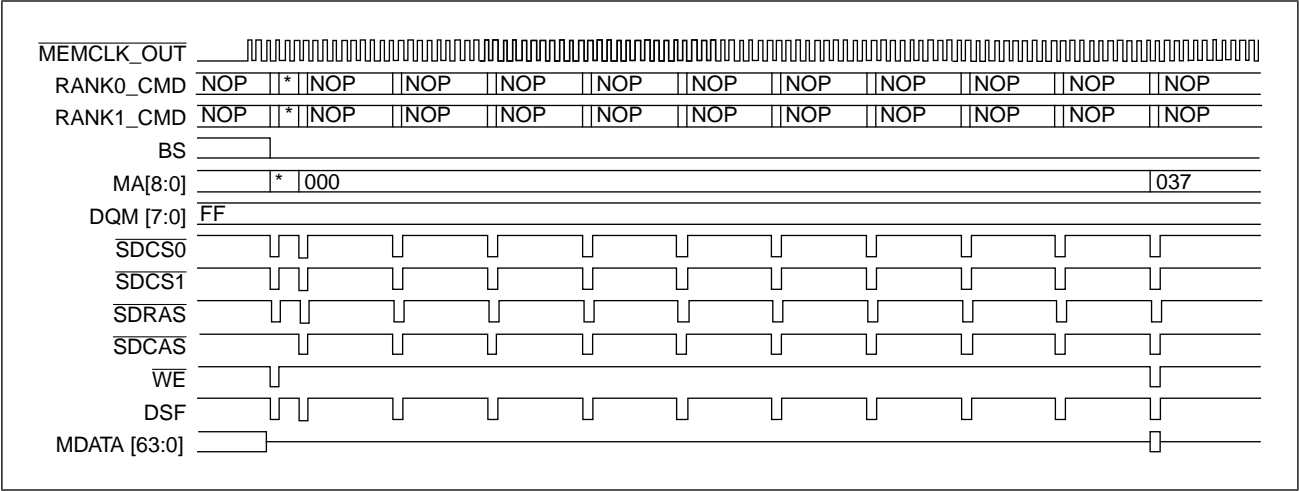 MEMCLK_OUT
RANK0_CMD NOP * NOP NOP NOP NOP NOP NOP NOP NOP NOP NOP
RANK1_CMD NOP * NOP NOP NOP NOP NOP NOP NOP NOP NOP NOP
BS
MA[8:0] * 000 037
DQM [7:0] FF
SDCS0
SDCS1
SDRAS
SDCAS
WE
DSF
MDATA [63:0]